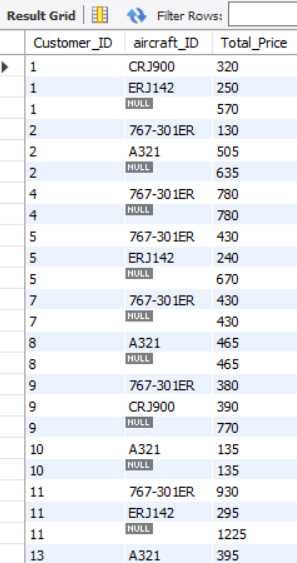 Result Grid Filter Rows:
Customer_ID aircraft_ID Total_Price
1 CRJ900 320
1 ERJ142 250
1 NULL 570
2 767-301ER 130
2 A321 505
2 NULL 635
4 767-301ER 780
4 NULL 780
5 767-301ER 430
5 ERJ142 240
5 NULL 670
7 767-301ER 430
7 NULL 430
8 A321 465
8 NULL 465
9 767-301ER 380
9 CRJ900 390
9 NULL 770
10 A321 135
10 NULL 135
11 767-301ER 930
11 ERJ142 295
11 NULL 1225
13 A321 395